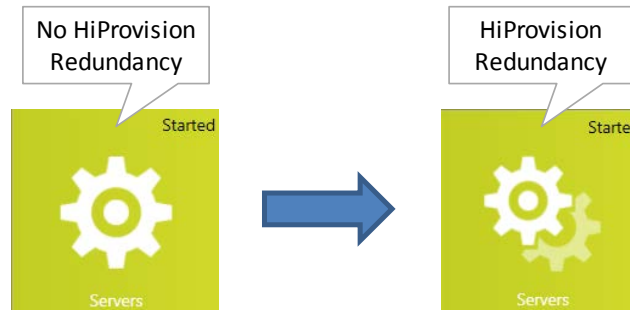 No HiProvision
Redundancy
HiProvision
Redundancy
Started
Starte
Servers
Servers